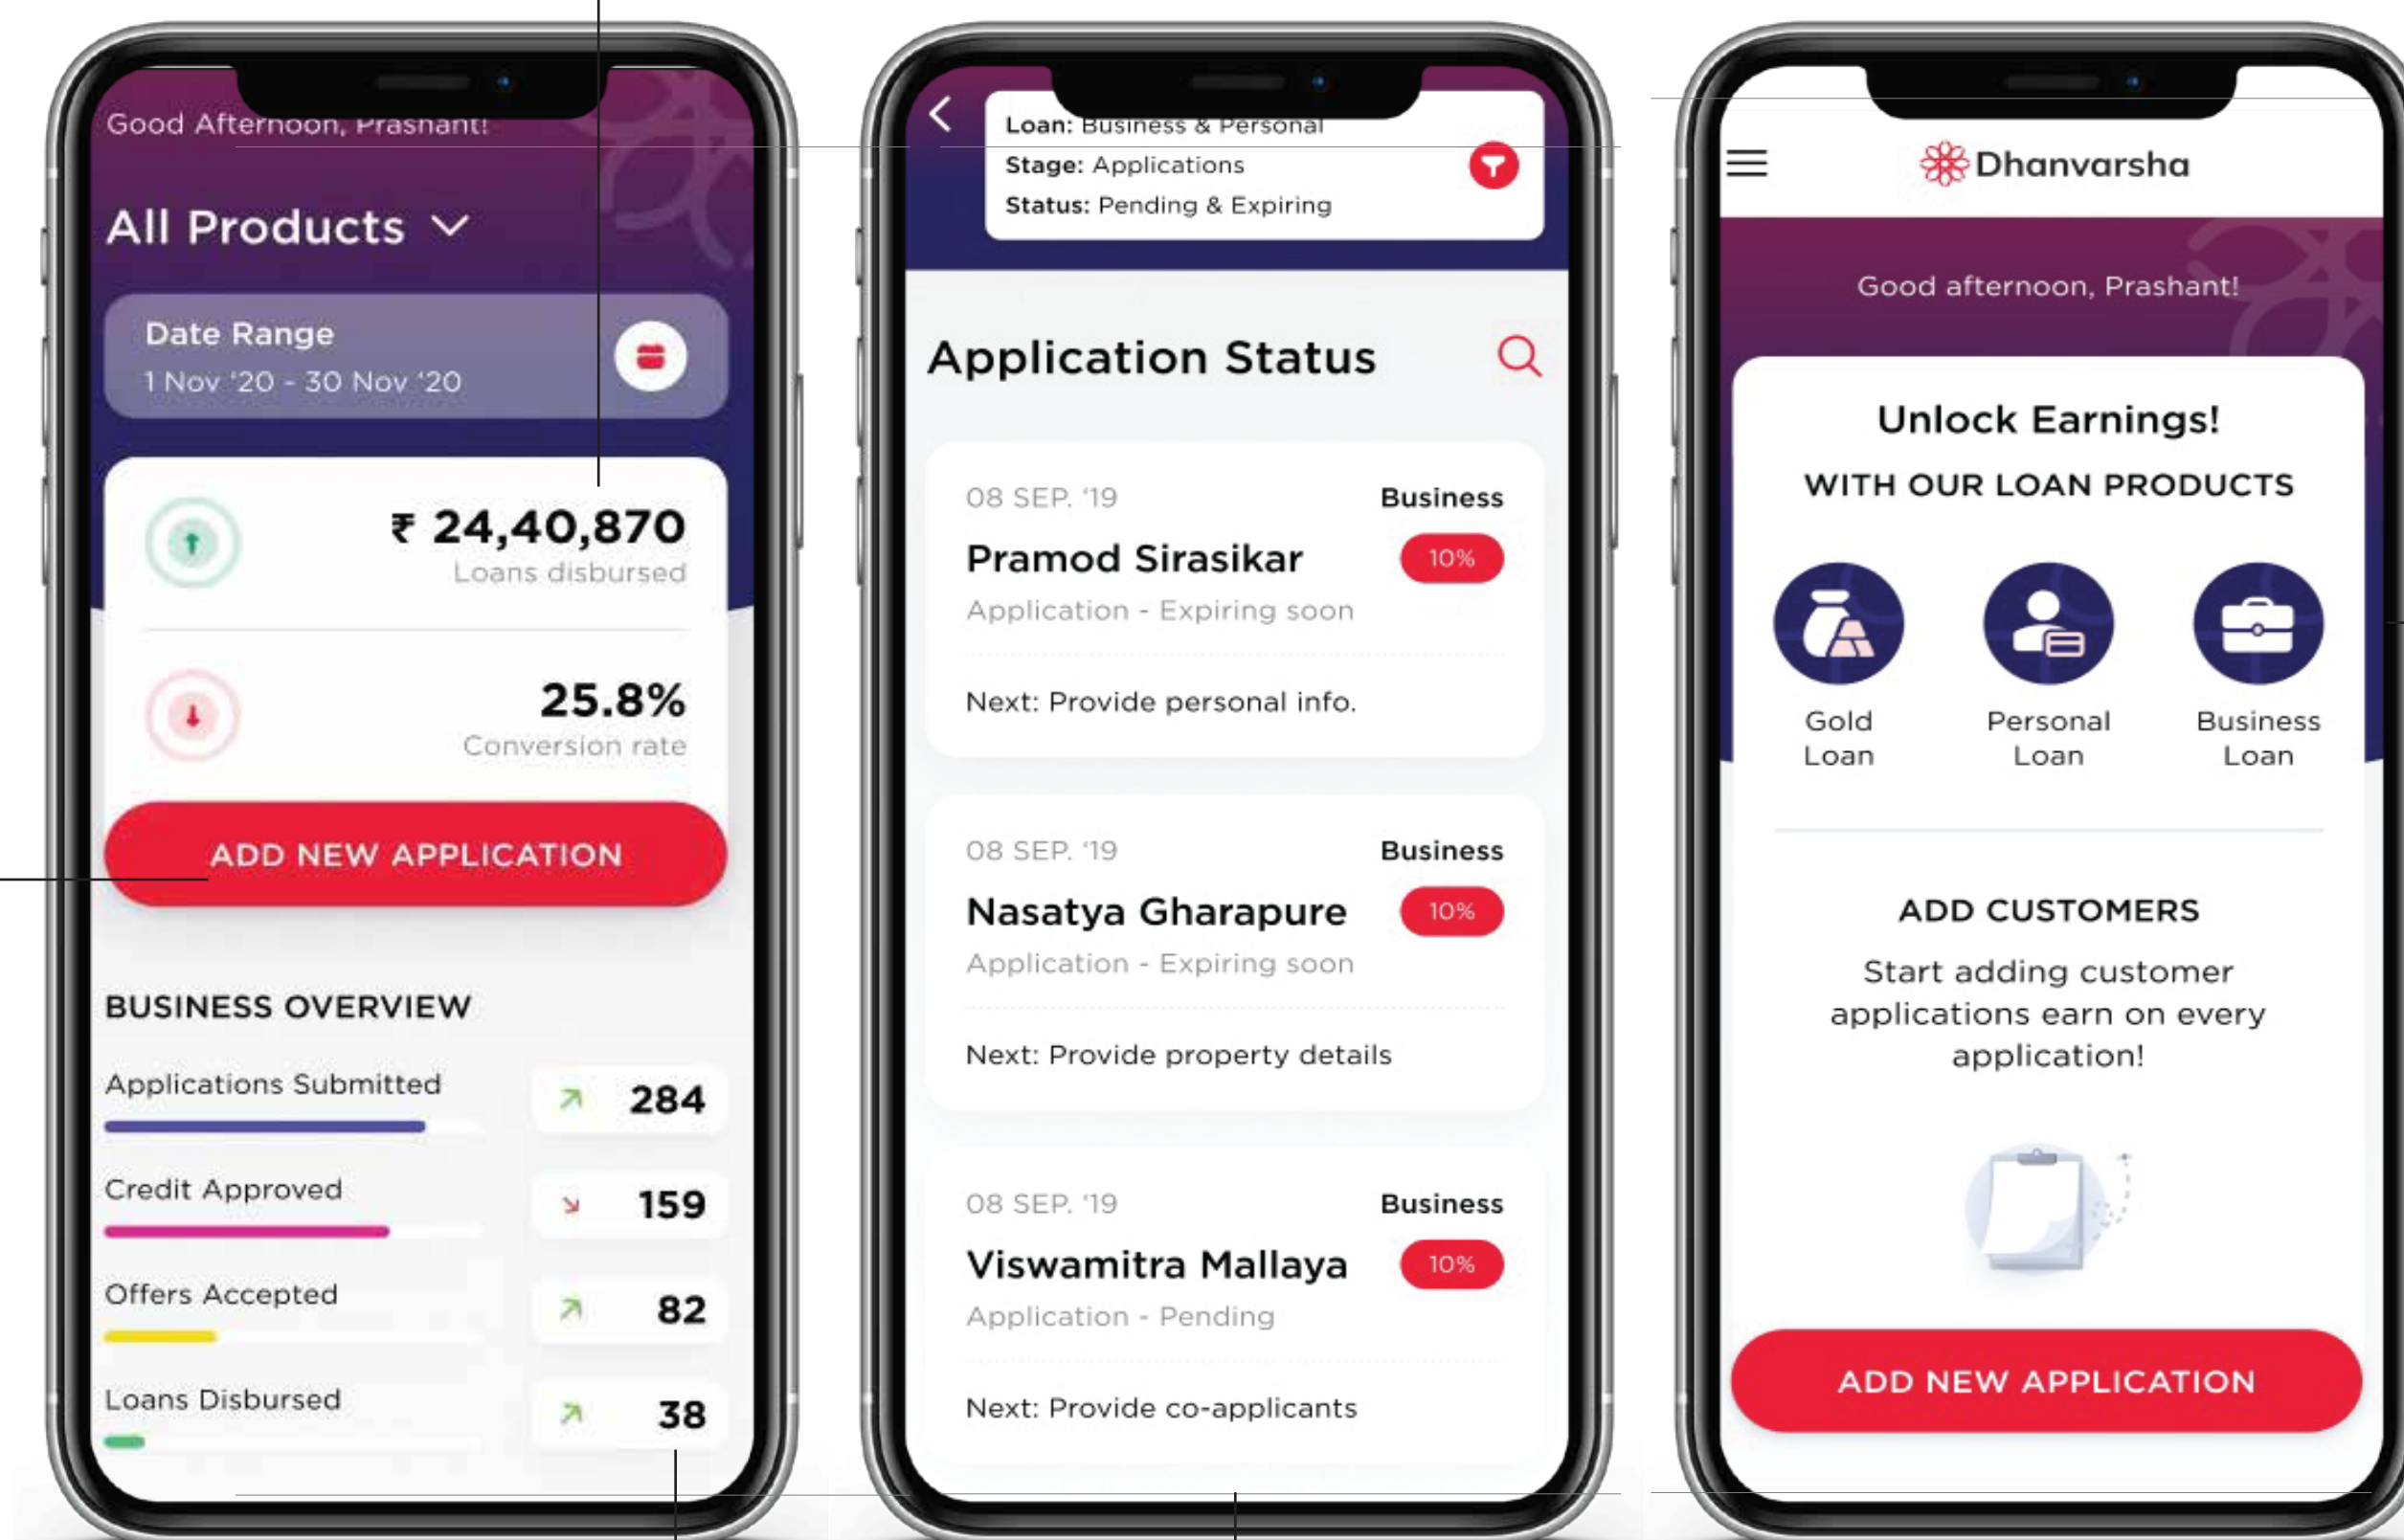 Good Afternoon, Prashant!
All Products
Date Range
1 Nov ‘20 - 30 Nov ‘20
₹ 24,40,870
Loans disbursed
25.8%
Conversion rate
ADD NEW APPLICATION
BUSINESS OVERVIEW
Applications Submitted
284
Credit Approved
159
Offers Accepted
82
Loans Disbursed
38
Loan: Business & Personal
Stage: Applications
Status: Pending & Expiring
Application Status
08 SEP. ‘19 Business
Pramod Sirasikar 10%
Application - Expiring soon
Next: Provide personal info.
08 SEP. ‘19 Business
Nasatya Gharapure 10%
Application - Expiring soon
Next: Provide property details
08 SEP. ‘19 Business
Viswamitra Mallaya 10%
Application - Pending
Next: Provide co-applicants
Dhanvarsha
Good afternoon, Prashant!
Unlock Earnings!
WITH OUR LOAN PRODUCTS
Gold Loan
Personal Loan
Business Loan
ADD CUSTOMERS
Start adding customer
applications earn on every
application!
ADD NEW APPLICATION